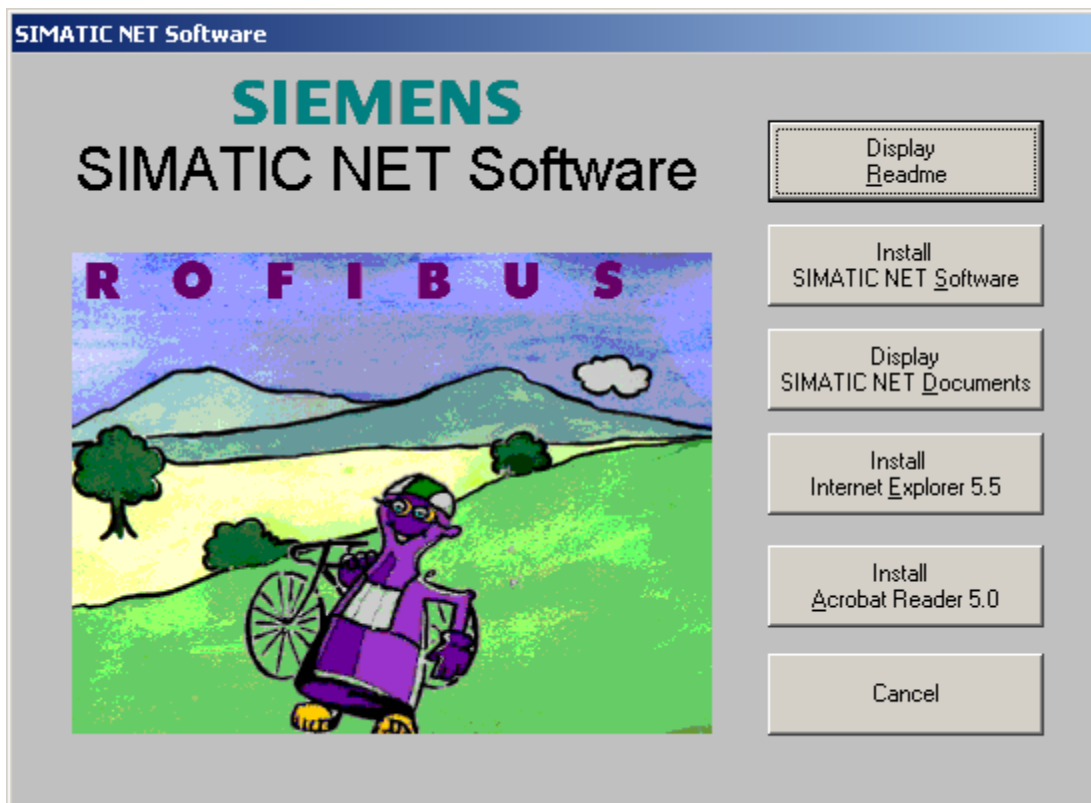 SIMATIC NET Software
SIEMENS
SIMATIC NET Software
R O F I B U S
Display
Readme
Install
SIMATIC NET Software
Display
SIMATIC NET Documents
Install
Internet Explorer 5.5
Install
Acrobat Reader 5.0
Cancel